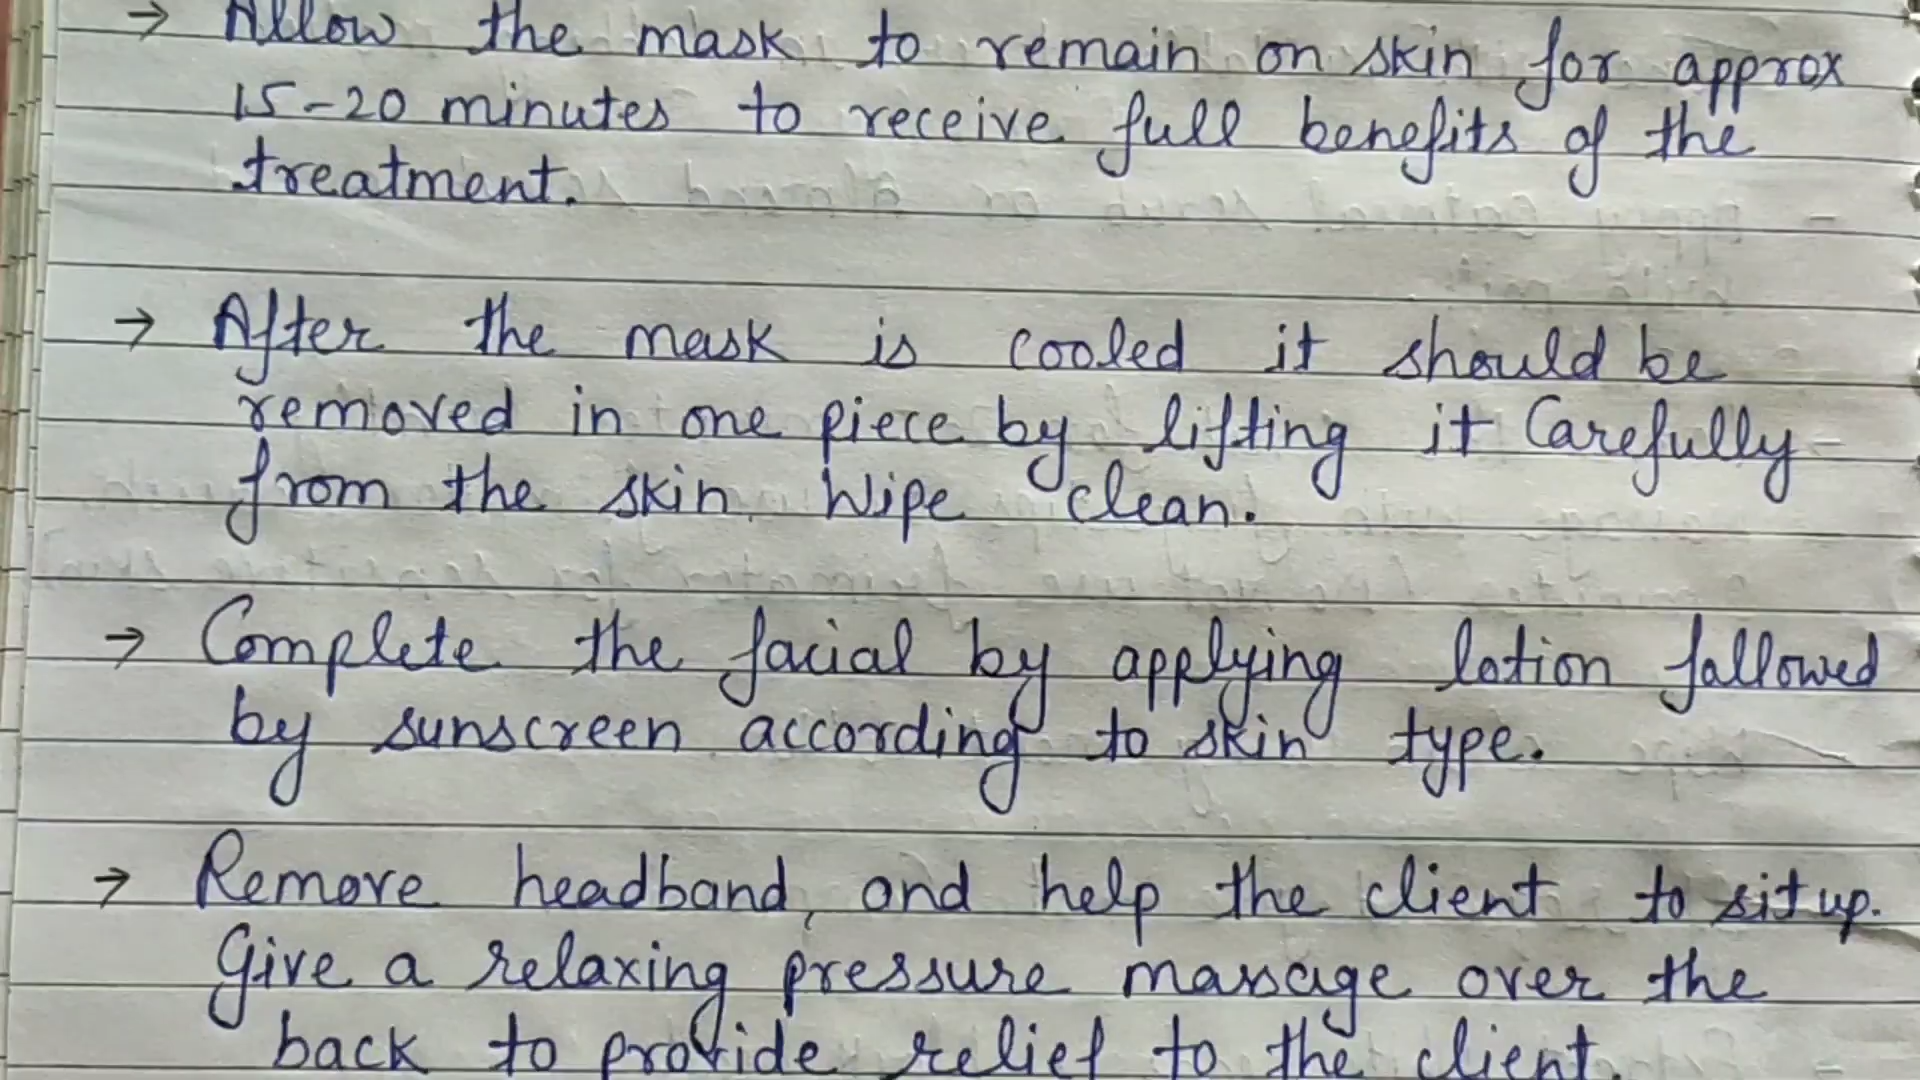 → Allow the mask to remain on skin for approx
15-20 minutes to receive full benefits of the
treatment.
→ After the mask is cooled it should be
removed in one piece by lifting it Carefully
from the skin. Wipe clean.
→ Complete the facial by applying lotion fallowed
by sunscreen according to skin type.
→ Remove headband, and help the client to sit up.
Give a relaxing pressure massage over the
back to provide relief to the client.